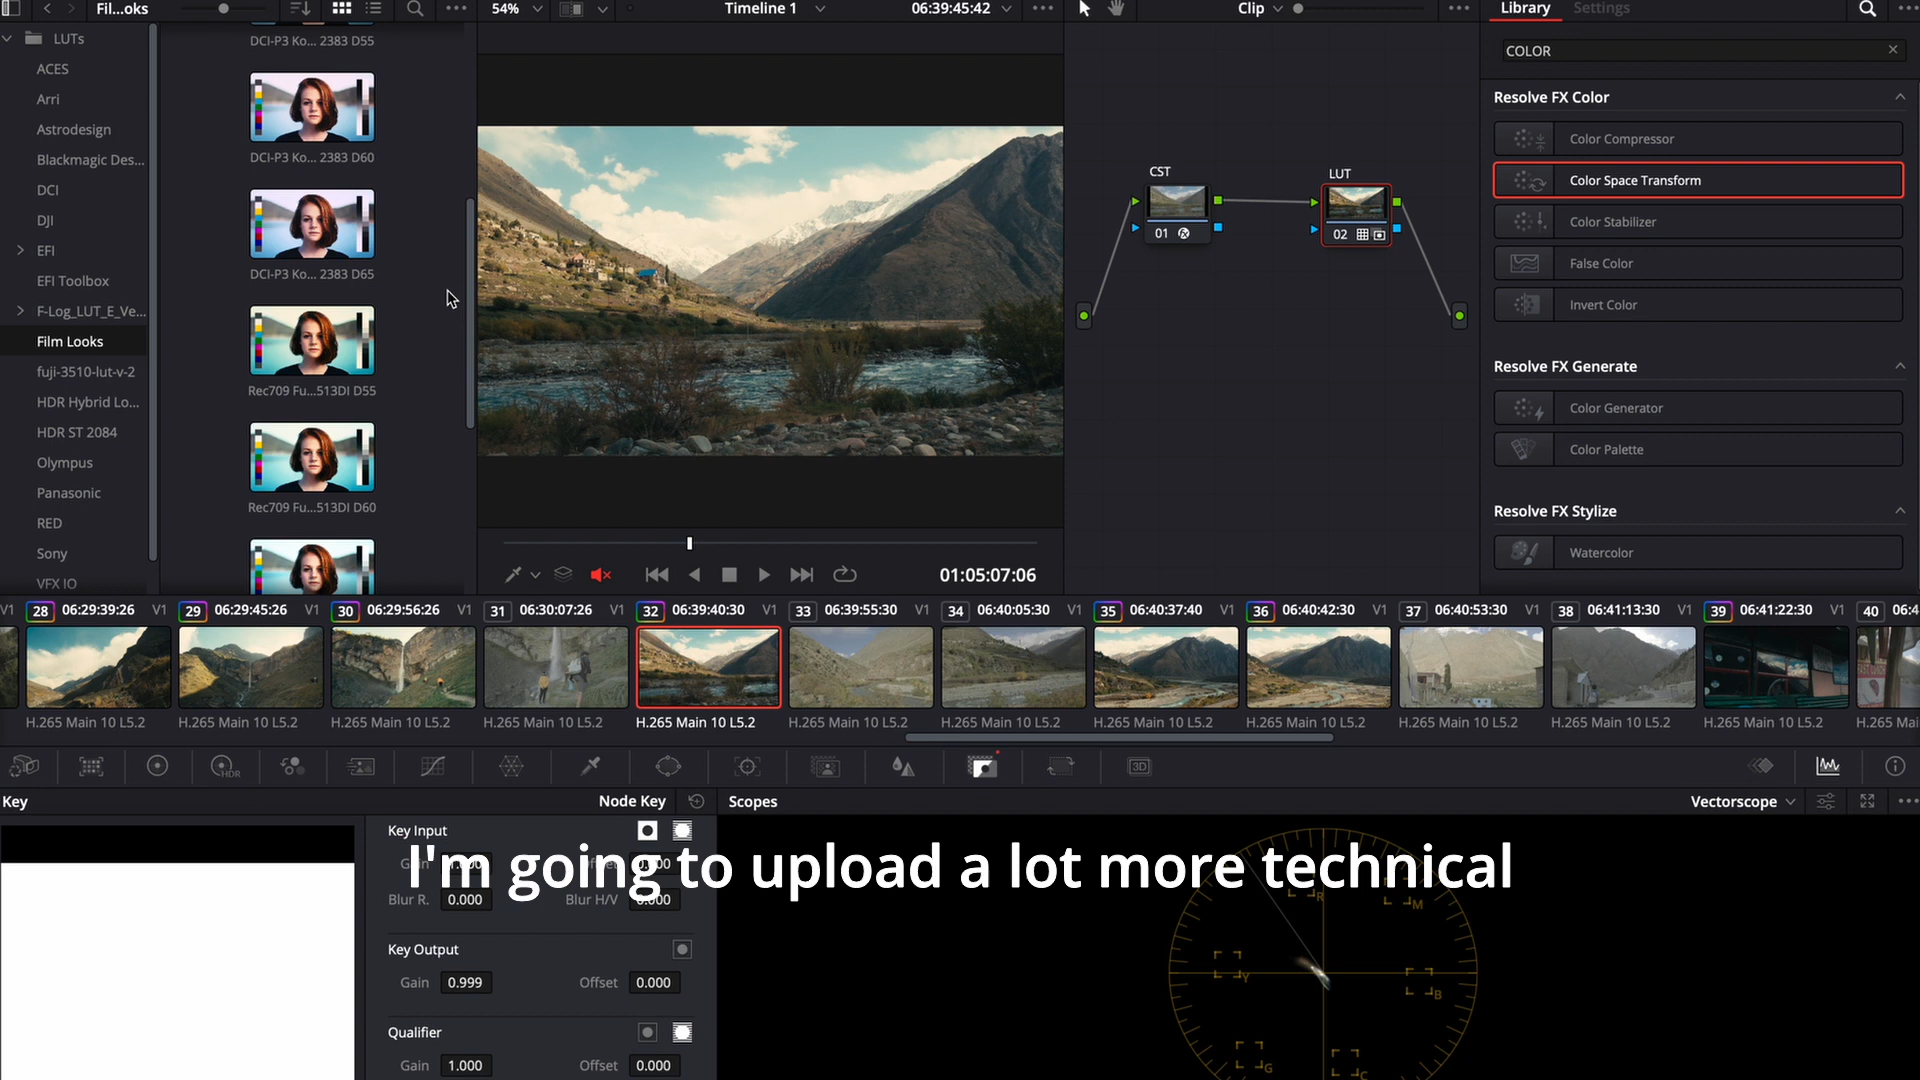 Fil...oks
54%
Timeline 1
06:39:45:42
Clip
Library
Settings
LUTs
ACES
Arri
Astrodesign
Blackmagic Des...
DCI
DJI
EFI
EFI Toolbox
F-Log_LUT_E_Ve...
Film Looks
fuji-3510-lut-v-2
HDR Hybrid Lo...
HDR ST 2084
Olympus
Panasonic
RED
Sony
VFX IO
DCI-P3 Ko... 2383 D55
DCI-P3 Ko... 2383 D60
DCI-P3 Ko... 2383 D65
Rec709 Fu...513DI D55
Rec709 Fu...513DI D60
01:05:07:06
CST
01
LUT
02
COLOR
Resolve FX Color
Color Compressor
Color Space Transform
Color Stabilizer
False Color
Invert Color
Resolve FX Generate
Color Generator
Color Palette
Resolve FX Stylize
Watercolor
V1 28 06:29:39:26 V1 29 06:29:45:26 V1 30 06:29:56:26 V1 31 06:30:07:26 V1 32 06:39:40:30 V1 33 06:39:55:30 V1 34 06:40:05:30 V1 35 06:40:37:40 V1 36 06:40:42:30 V1 37 06:40:53:30 V1 38 06:41:13:30 V1 39 06:41:22:30 V1 40 06:4
H.265 Main 10 L5.2 H.265 Main 10 L5.2 H.265 Main 10 L5.2 H.265 Main 10 L5.2 H.265 Main 10 L5.2 H.265 Main 10 L5.2 H.265 Main 10 L5.2 H.265 Main 10 L5.2 H.265 Main 10 L5.2 H.265 Main 10 L5.2 H.265 Main 10 L5.2 H.265 Main 10 L5.2 H.265 Mai
HDR
3D
Key
Node Key
Scopes
Vectorscope
Key Input
I'm going to upload a lot more technical
Blur R. 0.000 Blur H/V 0.000
Key Output
Gain 0.999 Offset 0.000
Qualifier
Gain 1.000 Offset 0.000
R
M
Y
B
G
C